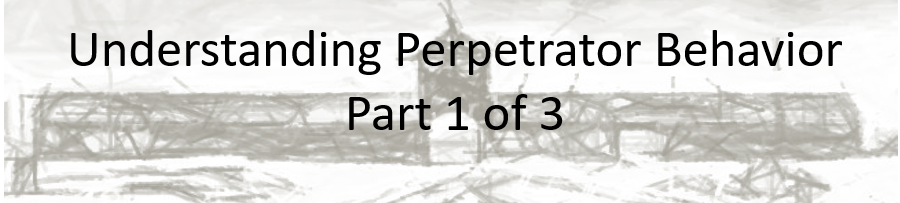 Understanding Perpetrator Behavior
Part 1 of 3